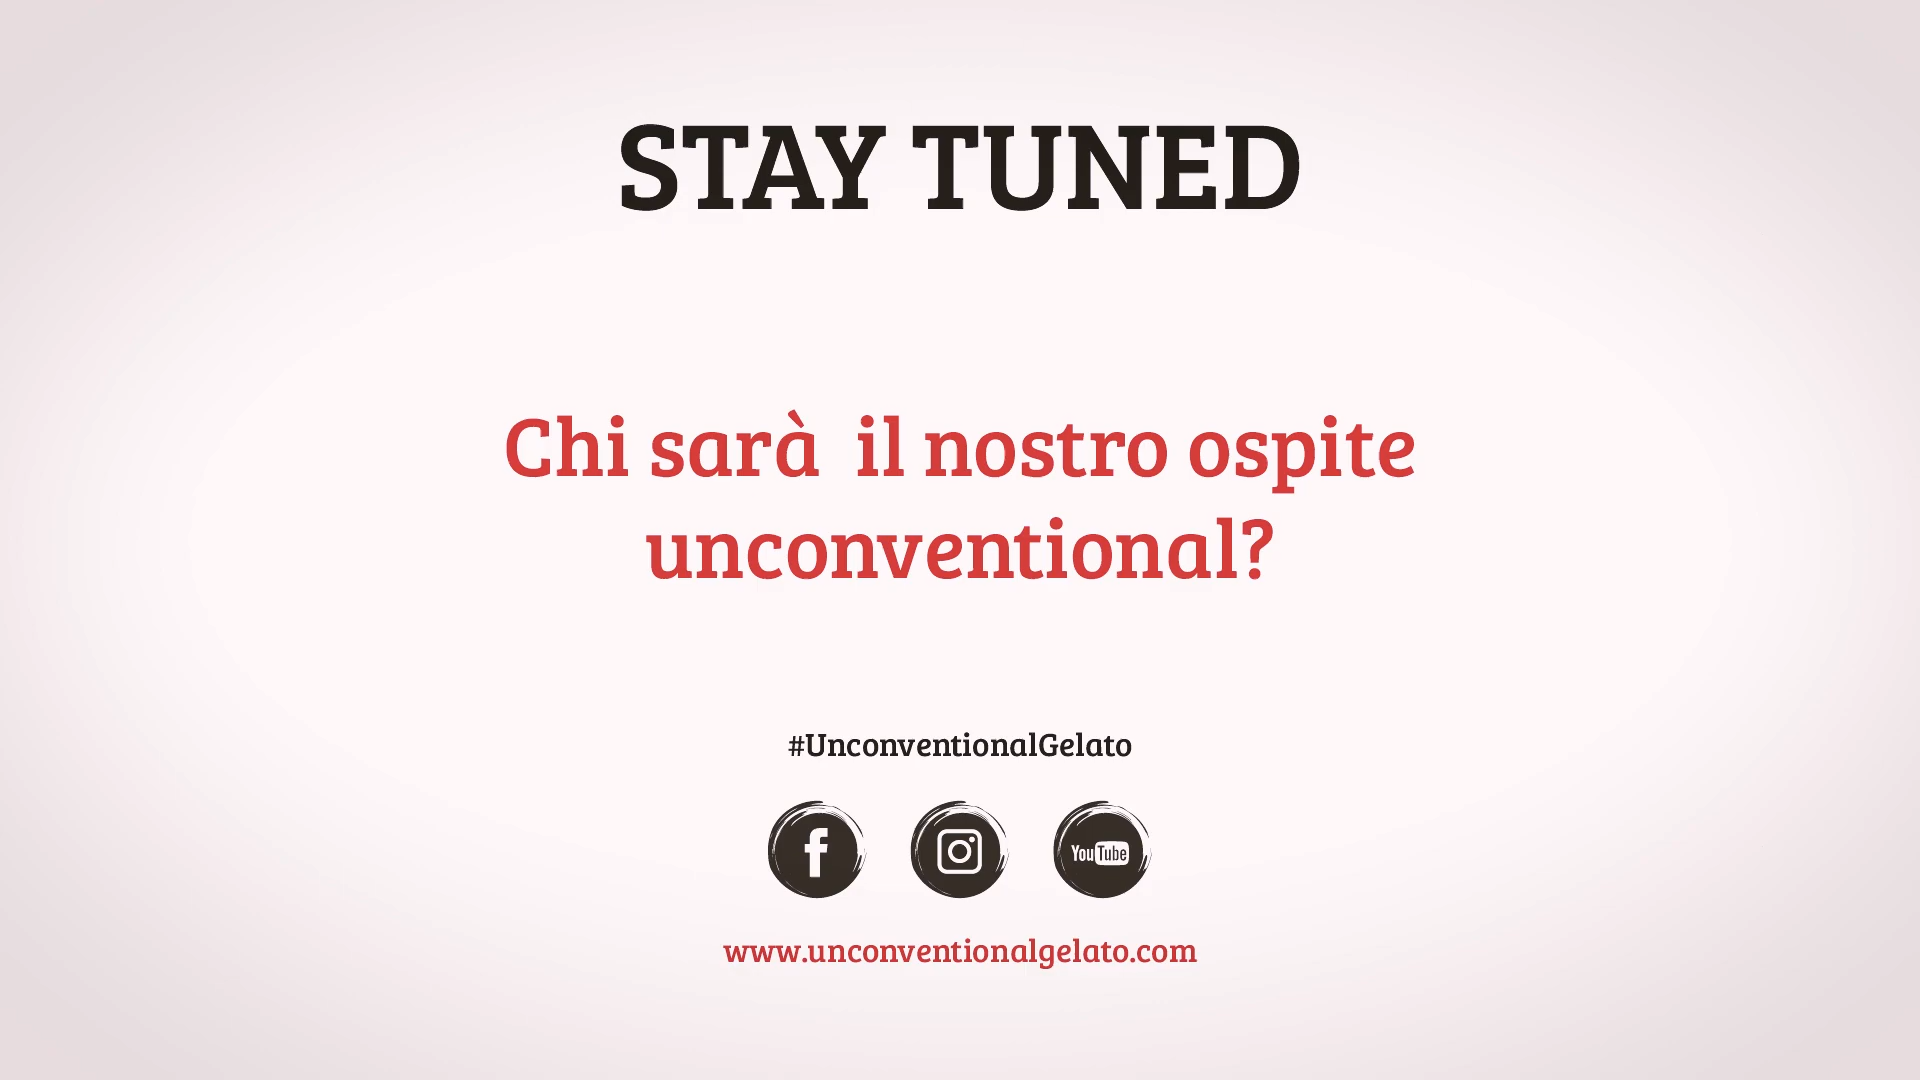 STAY TUNED
Chi sarà  il nostro ospite
unconventional?
#UnconventionalGelato
f
You Tube
www.unconventionalgelato.com